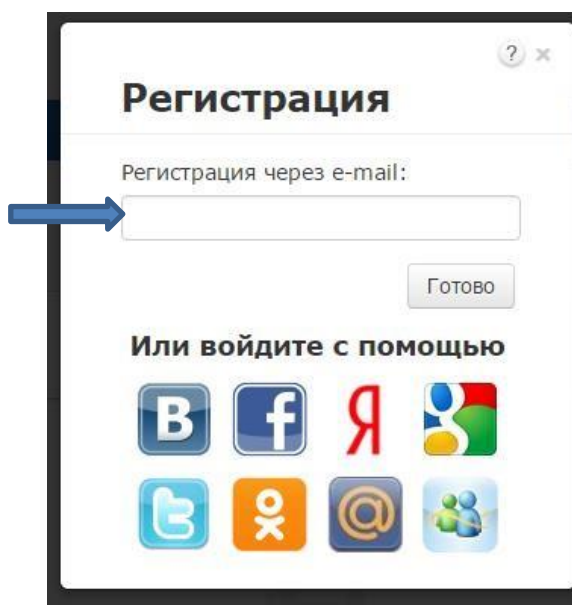 Регистрация
Регистрация через e-mail:
Готово
Или войдите с помощью